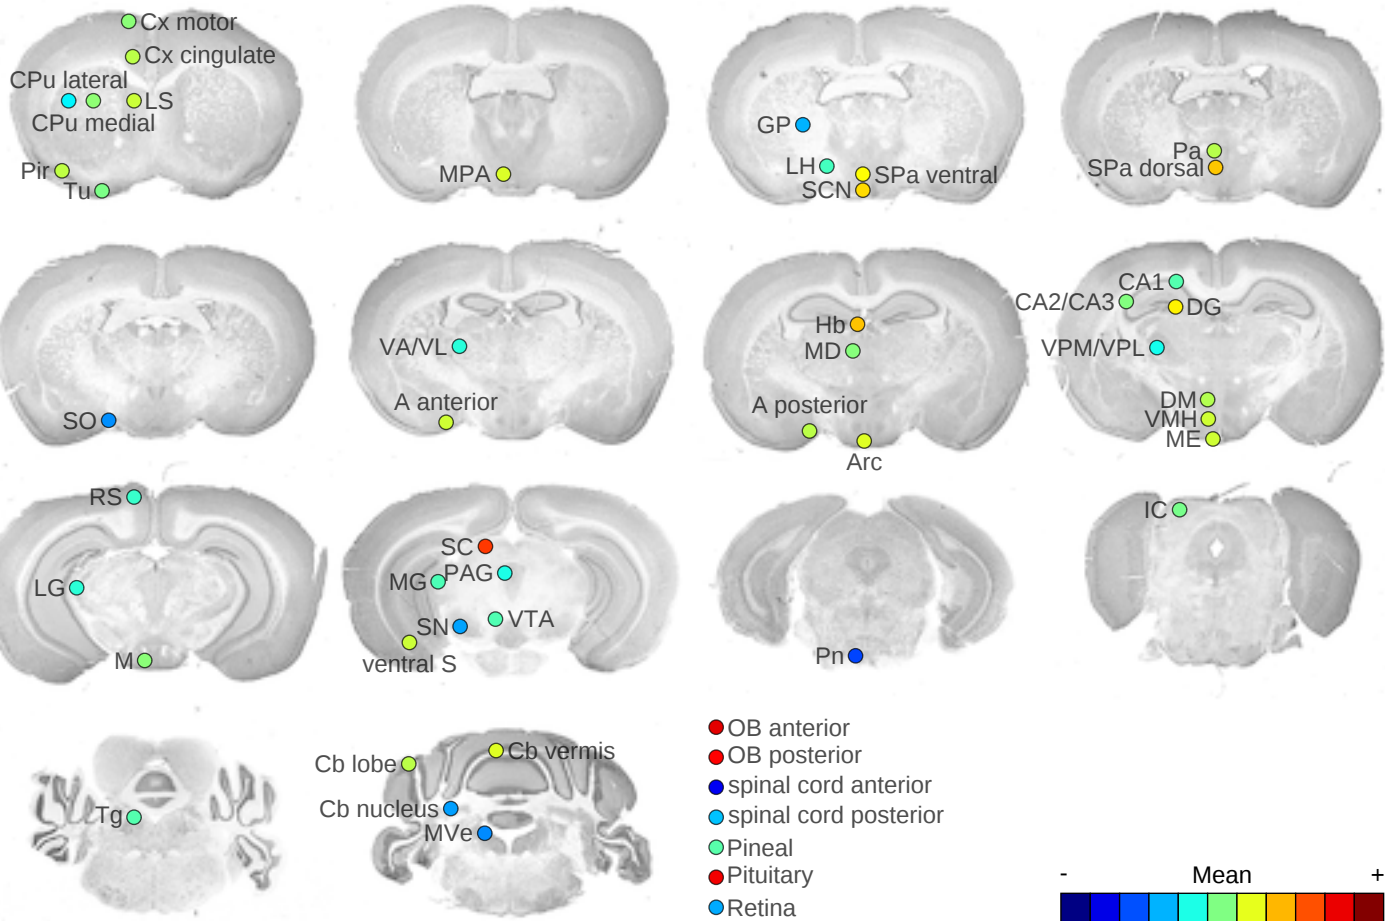 Cx motor
Cx cingulate
CPu lateral
LS
CPu medial
Pir
Tu
MPA
GP
LH
SPa ventral
SCN
Pa
SPa dorsal
SO
VA/VL
A anterior
Hb
MD
A posterior
Arc
CA1
CA2/CA3
DG
VPM/VPL
DM
VMH
ME
RS
LG
M
SC
MG
PAG
SN
VTA
ventral S
Pn
IC
Tg
Cb lobe
Cb vermis
Cb nucleus
MVe
OB anterior
OB posterior
spinal cord anterior
spinal cord posterior
Pineal
Pituitary
Retina
- Mean +